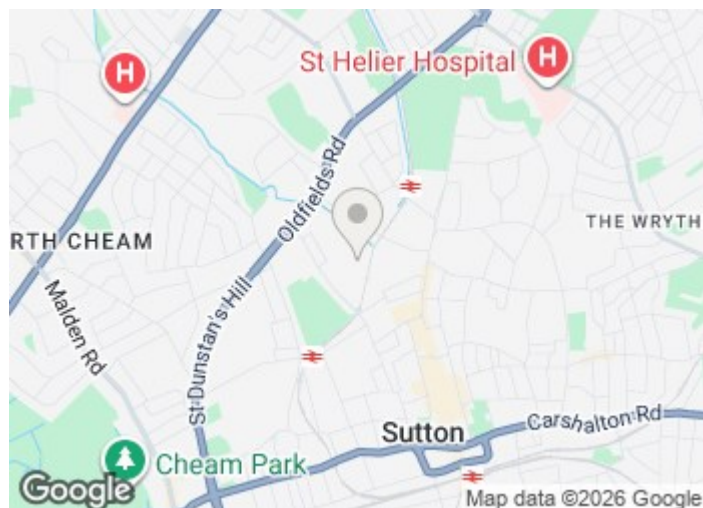 St Helier Hospital
H
H
Oldfields Rd
RTH CHEAM
THE WRYTH
Malden Rd
St Dunstan's Hill
Sutton
Carshalton Rd
Cheam Park
Google
Map data ©2026 Google